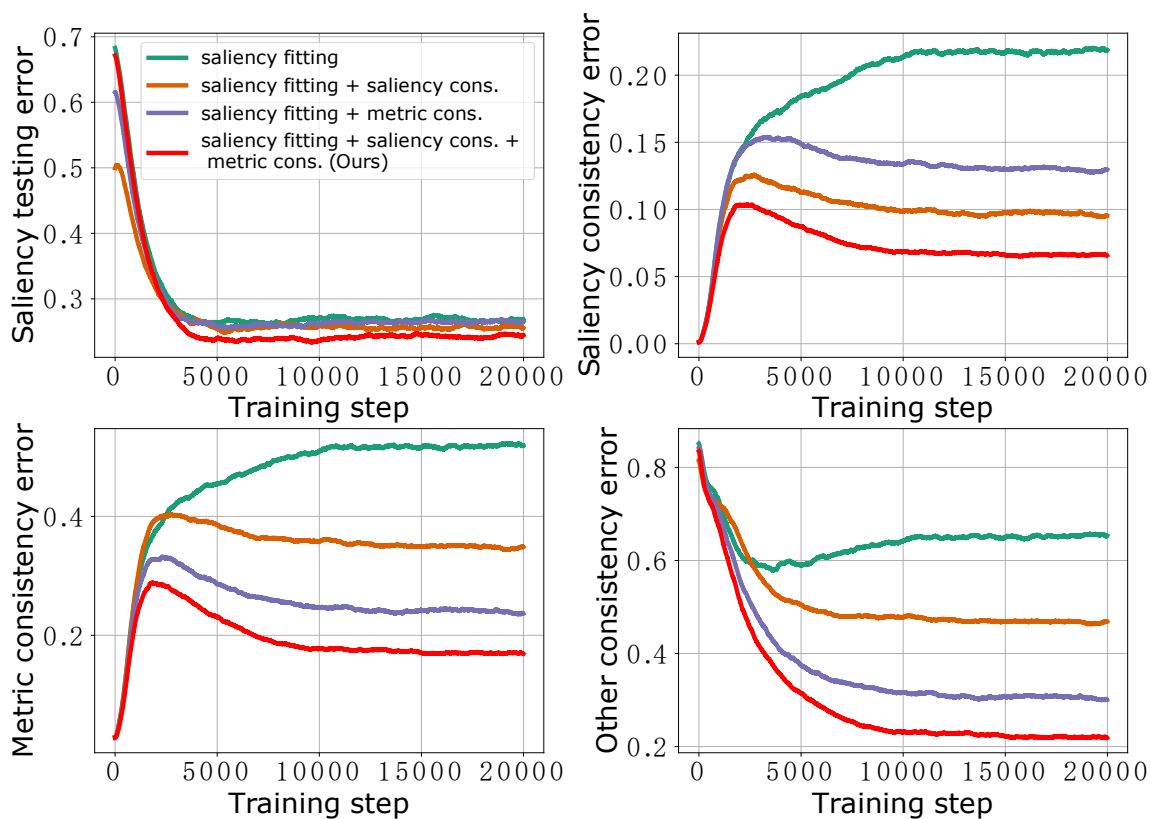 Saliency testing error
0.7
0.6
0.5
0.4
0.3
saliency fitting
saliency fitting + saliency cons.
saliency fitting + metric cons.
saliency fitting + saliency cons. +
metric cons. (Ours)
0 5000 10000 15000 20000
Training step
Saliency consistency error
0.20
0.15
0.10
0.05
0.00
0 5000 10000 15000 20000
Training step
Metric consistency error
0.4
0.2
0 5000 10000 15000 20000
Training step
Other consistency error
0.8
0.6
0.4
0.2
0 5000 10000 15000 20000
Training step